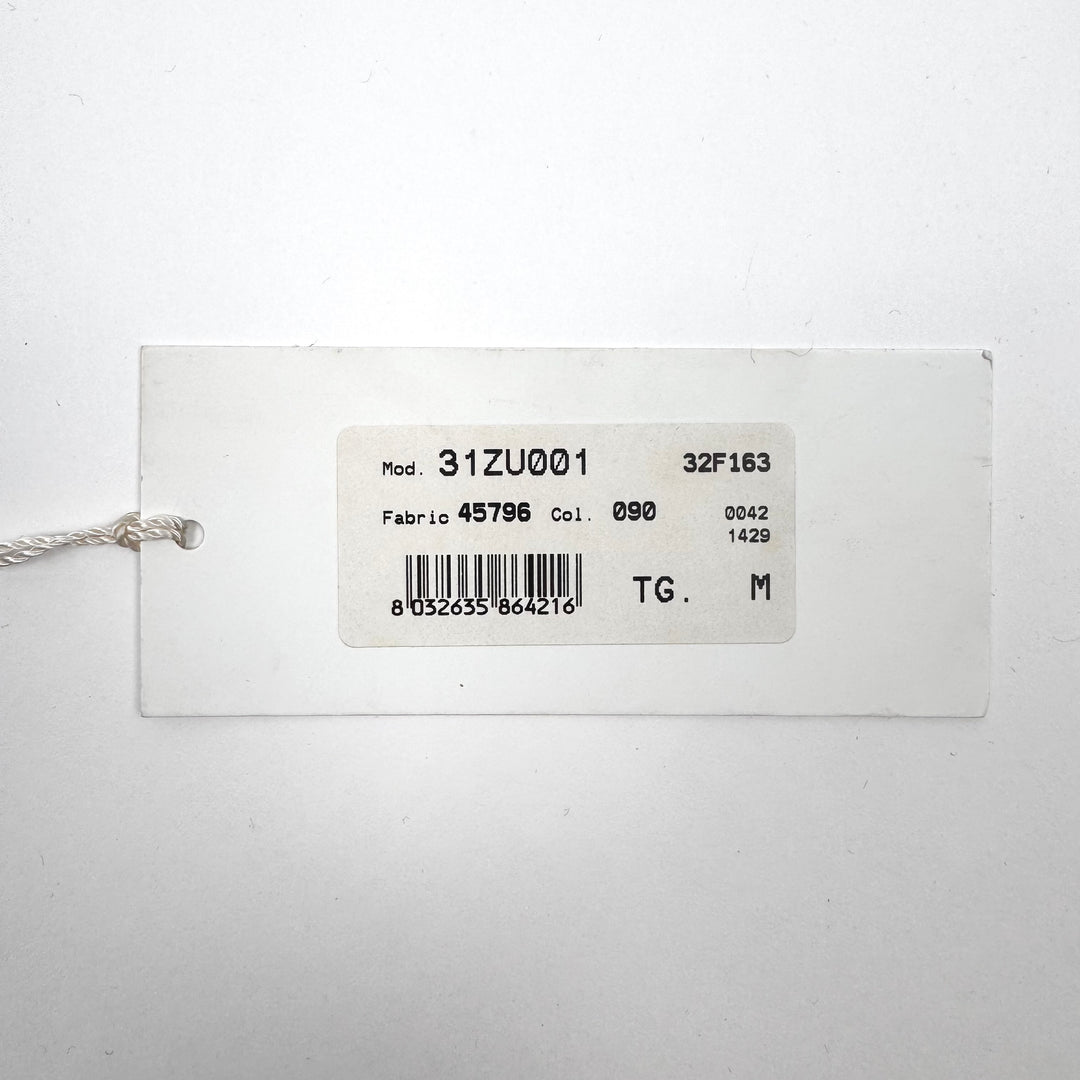 Mod. 31ZU001 32F163
Fabric 45796 Col. 090 0042
1429
TG. M
8 032635 864216